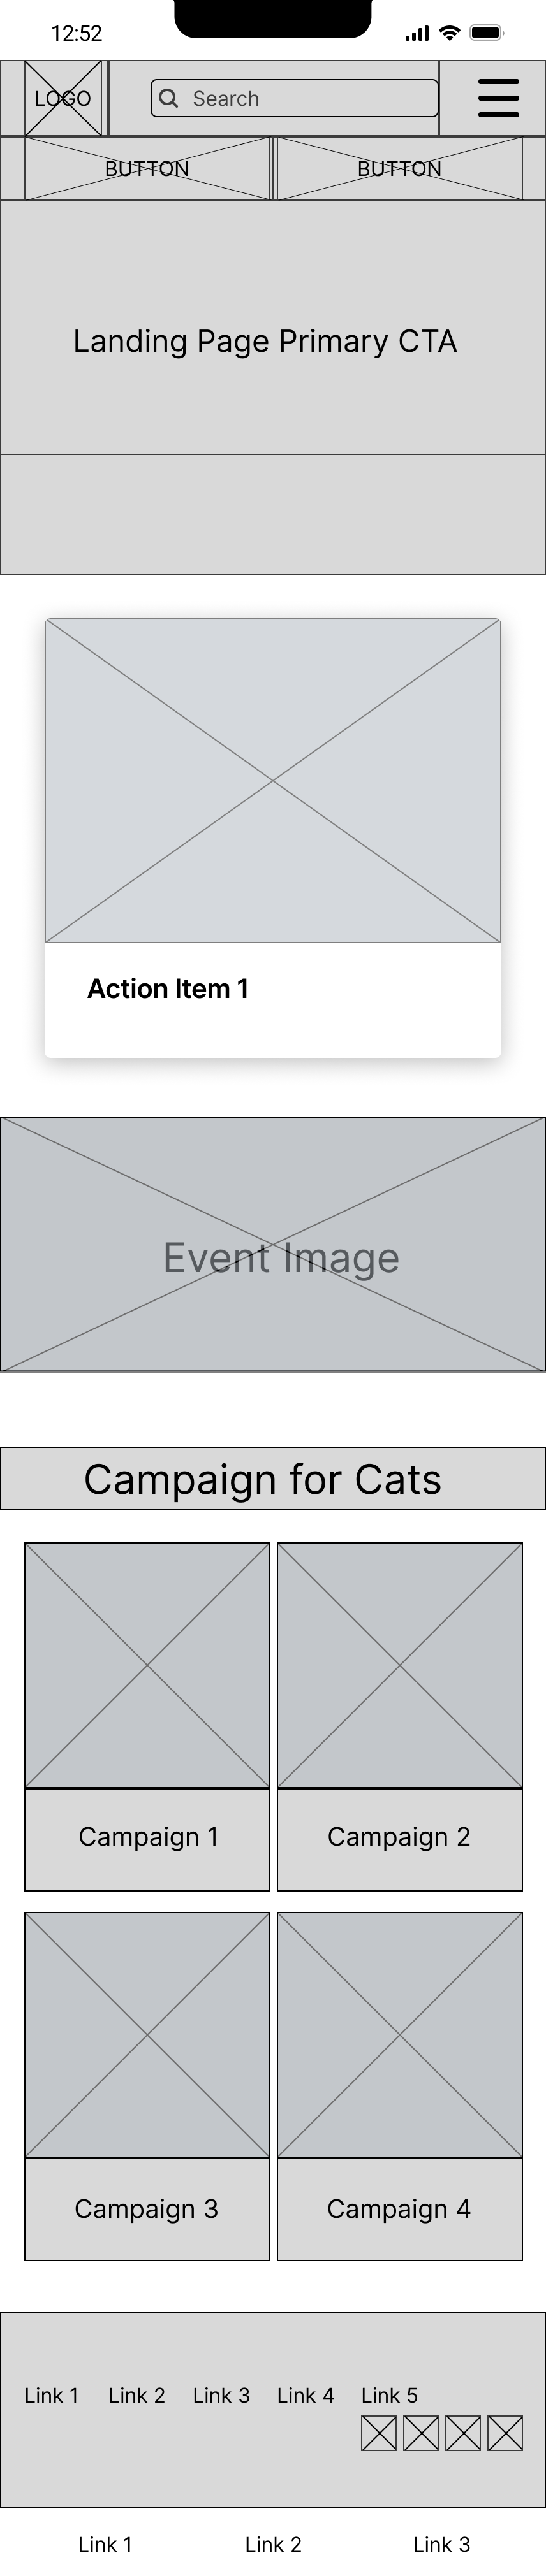 12:52
LOGO
Search
BUTTON BUTTON
Landing Page Primary CTA
Action Item 1
Event Image
Campaign for Cats
Campaign 1 Campaign 2
Campaign 3 Campaign 4
Link 1 Link 2 Link 3 Link 4 Link 5
Link 1 Link 2 Link 3